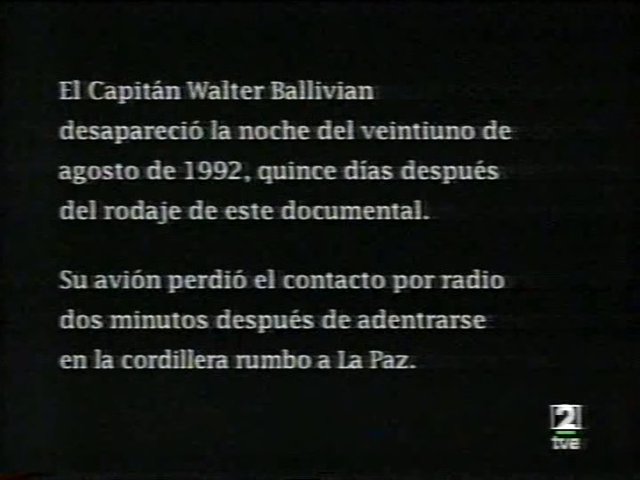 El Capitán Walter Ballivian
desapareció la noche del veintiuno de
agosto de 1992, quince días después
del rodaje de este documental.
Su avión perdió el contacto por radio
dos minutos después de adentrarse
en la cordillera rumbo a La Paz.
2
tve